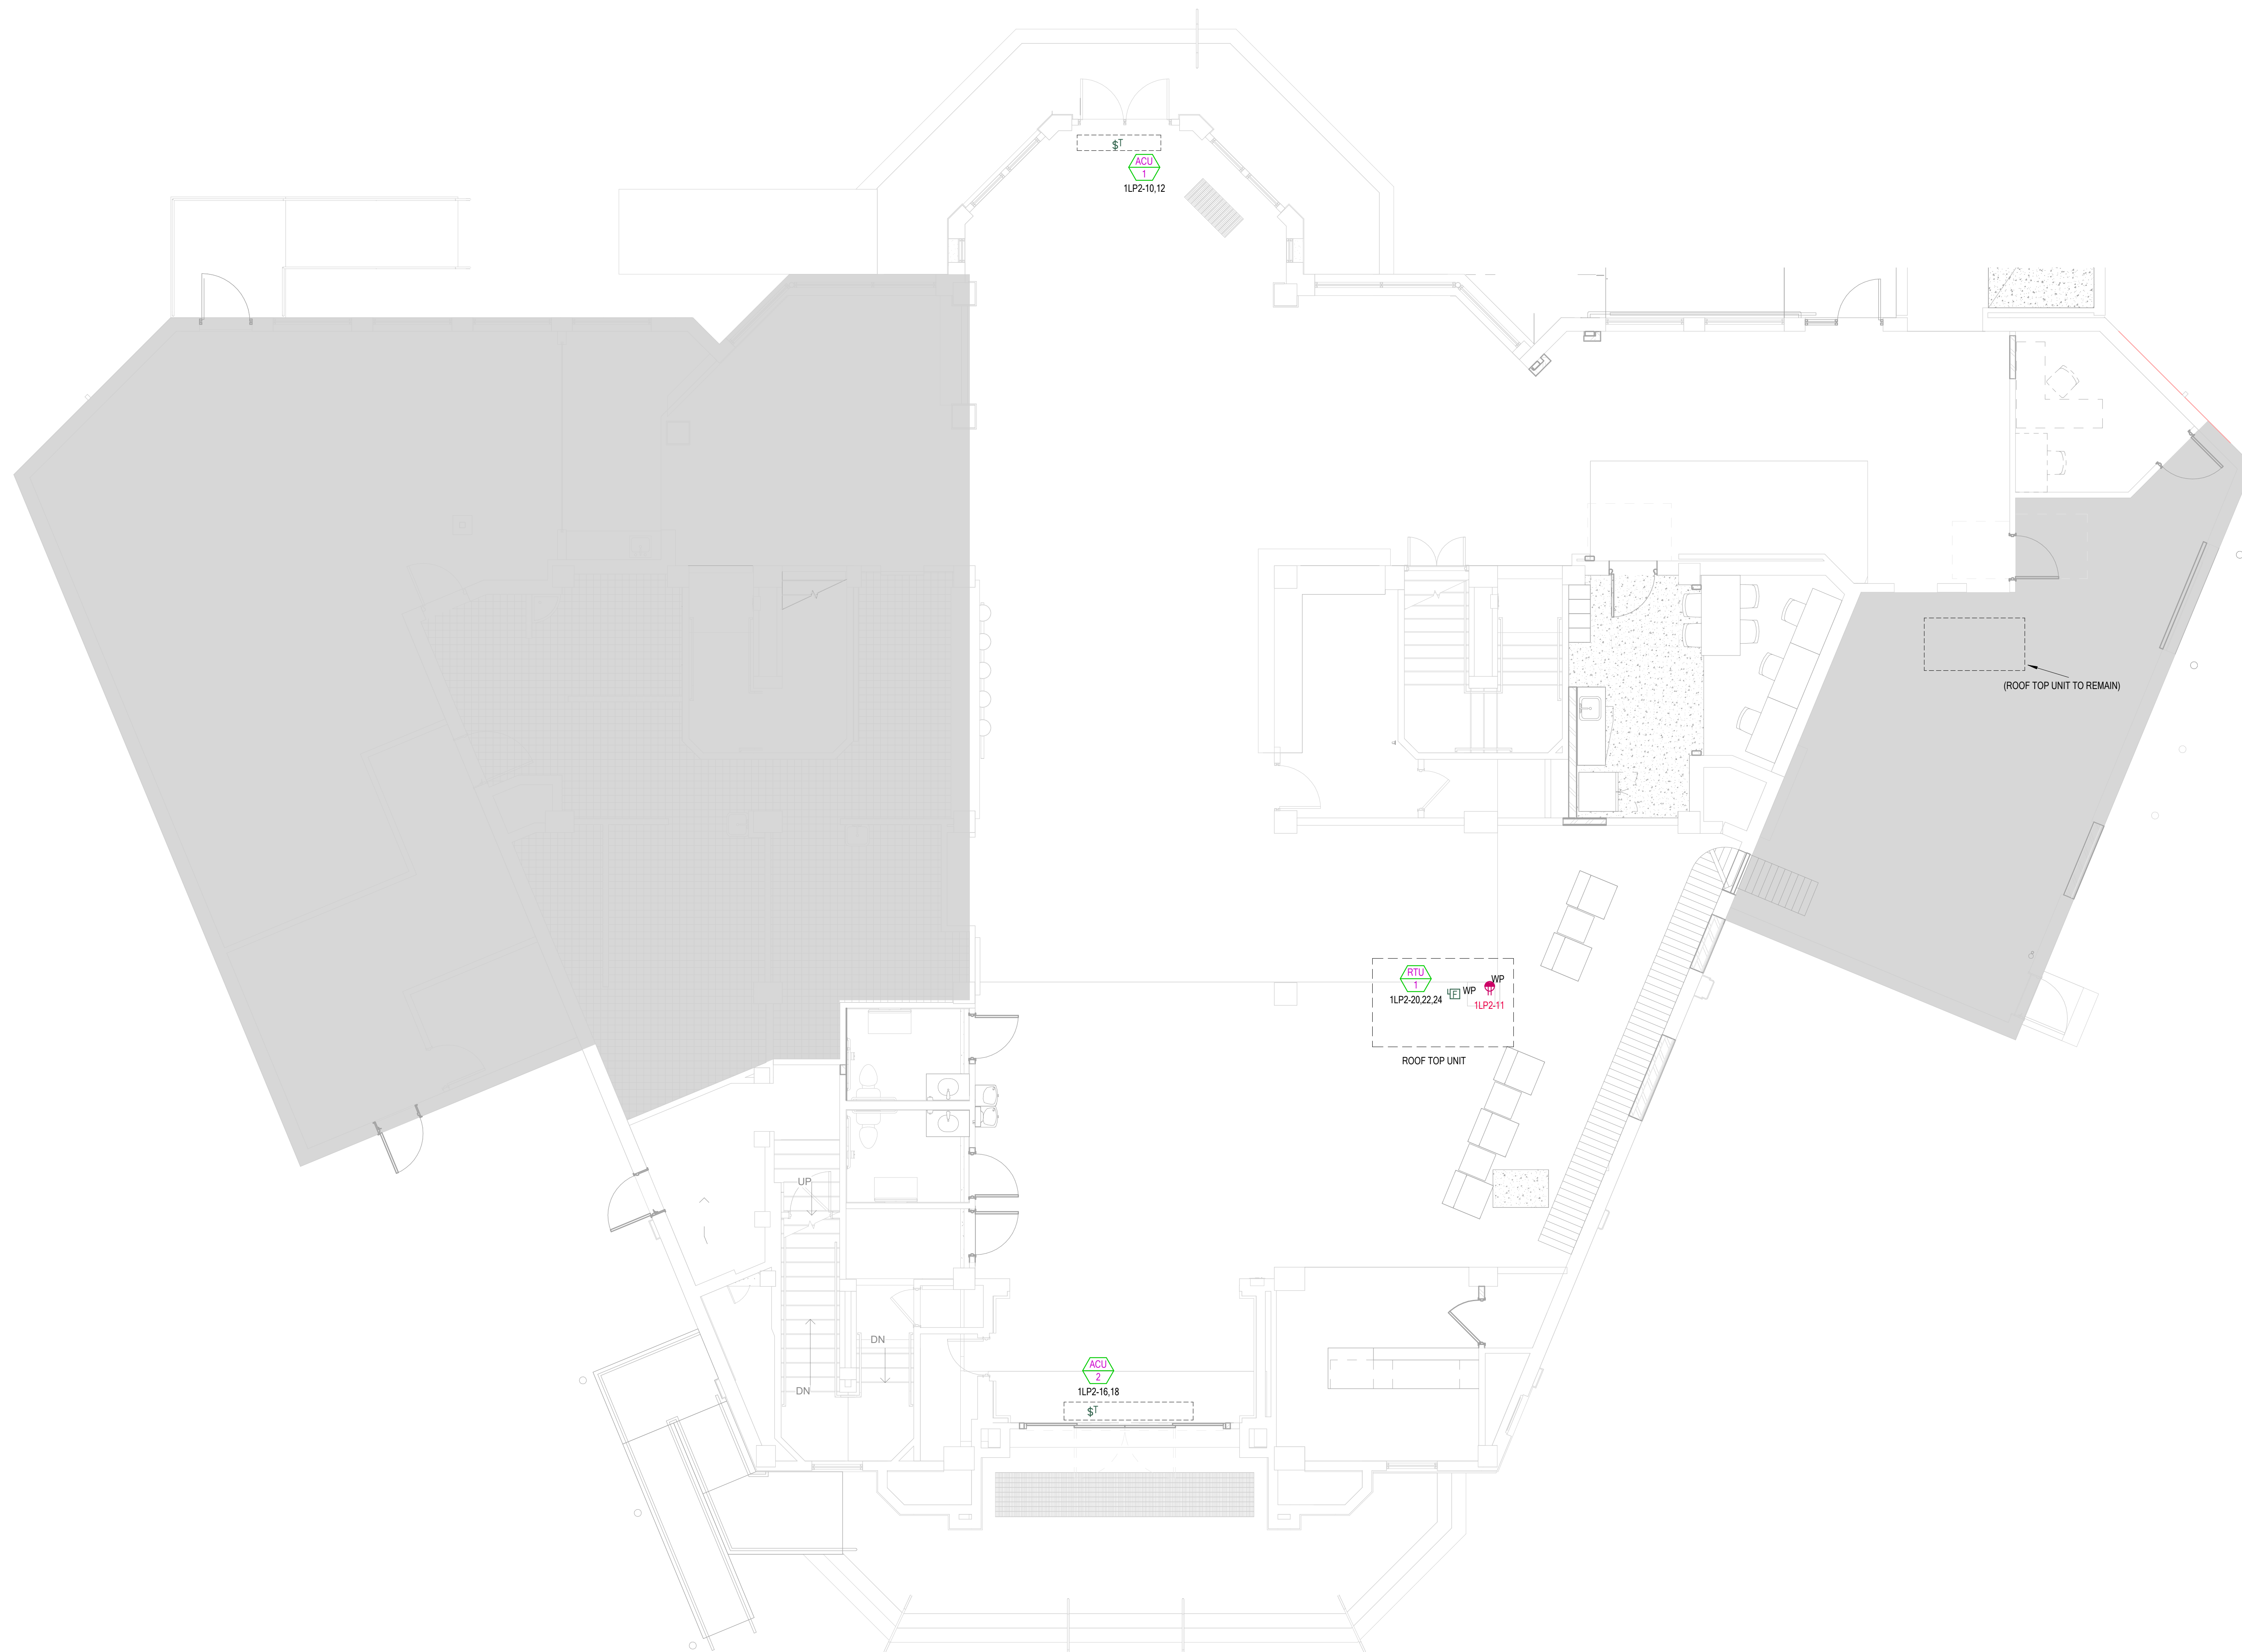 $T
ACU
1
1LP2-10,12
(ROOF TOP UNIT TO REMAIN)
RTU
1
1LP2-20,22,24
F
WP
WP
1LP2-11
ROOF TOP UNIT
UP
DN
DN
ACU
2
1LP2-16,18
$T